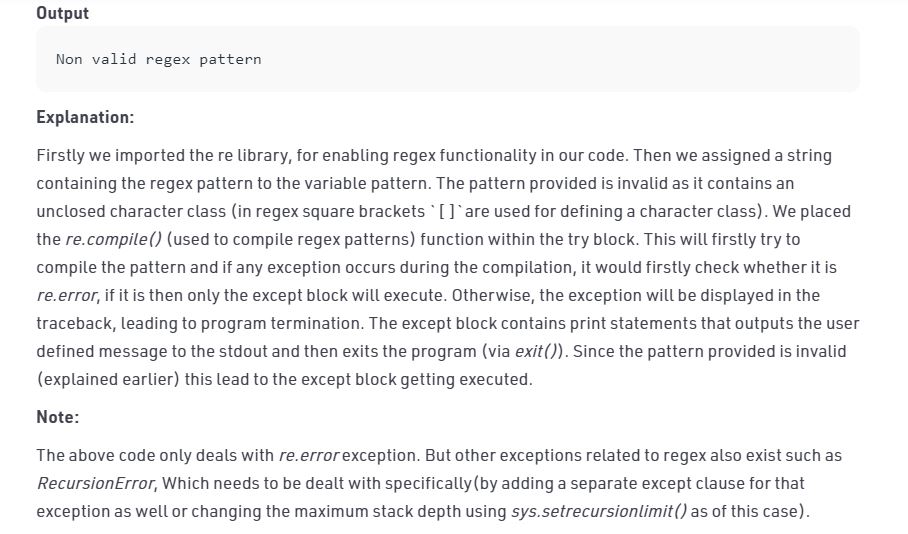 Output
Non valid regex pattern
Explanation:
Firstly we imported the re library, for enabling regex functionality in our code. Then we assigned a string
containing the regex pattern to the variable pattern. The pattern provided is invalid as it contains an
unclosed character class (in regex square brackets `[]`are used for defining a character class). We placed
the re.compile() (used to compile regex patterns) function within the try block. This will firstly try to
compile the pattern and if any exception occurs during the compilation, it would firstly check whether it is
re.error, if it is then only the except block will execute. Otherwise, the exception will be displayed in the
traceback, leading to program termination. The except block contains print statements that outputs the user
defined message to the stdout and then exits the program (via exit()). Since the pattern provided is invalid
(explained earlier) this lead to the except block getting executed.
Note:
The above code only deals with re.error exception. But other exceptions related to regex also exist such as
RecursionError, Which needs to be dealt with specifically(by adding a separate except clause for that
exception as well or changing the maximum stack depth using sys.setrecursionlimit() as of this case).